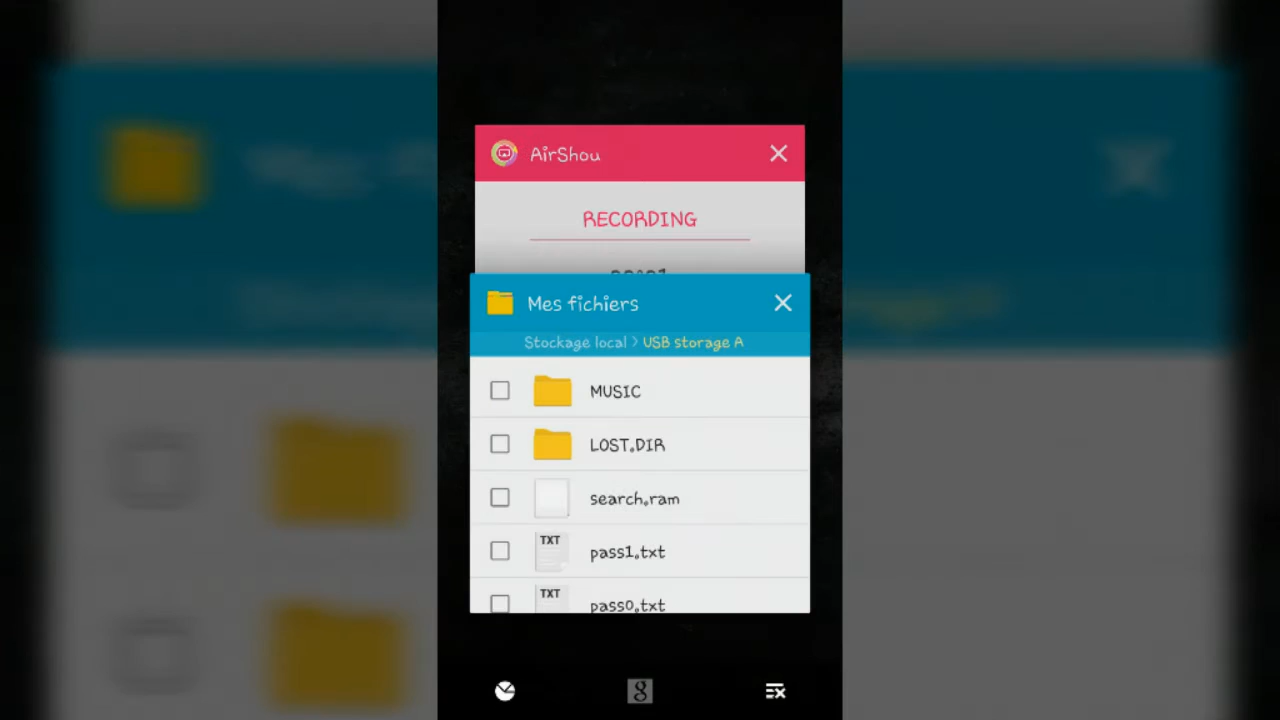 AirShou
RECORDING
Mes fichiers
Stockage local > USB storage A
MUSIC
LOST.DIR
search.ram
TXT
pass1.txt
TXT
pass0.txt
8